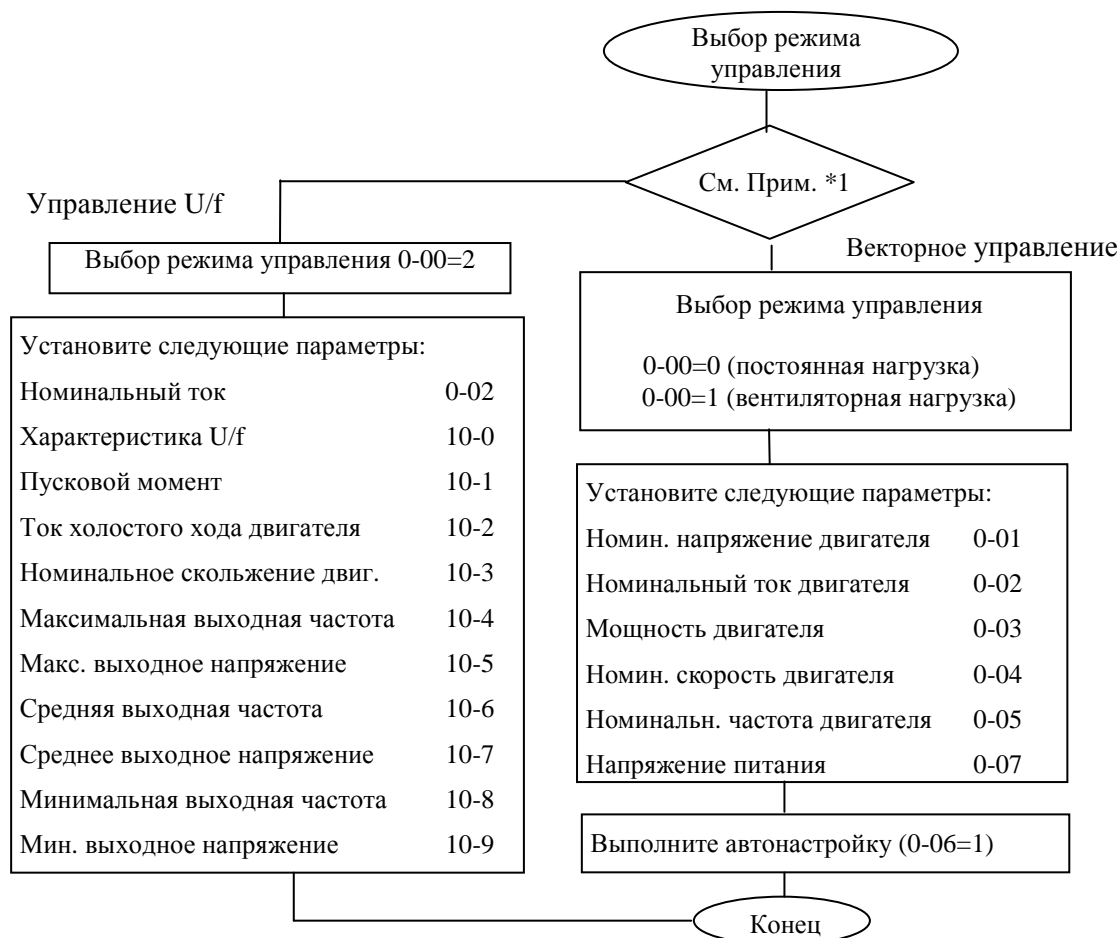 Выбор режима
управления
См. Прим. *1
Управление U/f
Выбор режима управления 0-00=2
Установите следующие параметры:
Номинальный ток 0-02
Характеристика U/f 10-0
Пусковой момент 10-1
Ток холостого хода двигателя 10-2
Номинальное скольжение двиг. 10-3
Максимальная выходная частота 10-4
Макс. выходное напряжение 10-5
Средняя выходная частота 10-6
Среднее выходное напряжение 10-7
Минимальная выходная частота 10-8
Мин. выходное напряжение 10-9
Векторное управление
Выбор режима управления
0-00=0 (постоянная нагрузка)
0-00=1 (вентиляторная нагрузка)
Установите следующие параметры:
Номин. напряжение двигателя 0-01
Номинальный ток двигателя 0-02
Мощность двигателя 0-03
Номин. скорость двигателя 0-04
Номинальн. частота двигателя 0-05
Напряжение питания 0-07
Выполните автонастройку (0-06=1)
Конец